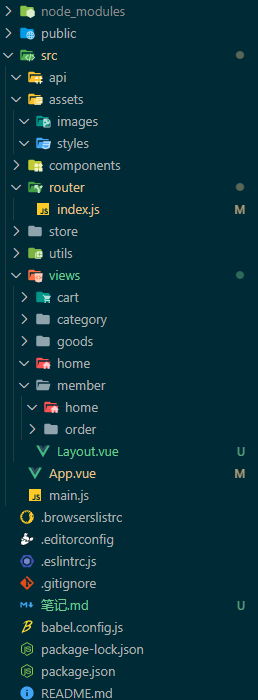 node_modules
public
src
api
assets
images
styles
components
router
index.js M
store
utils
views
cart
category
goods
home
member
home
order
Layout.vue U
App.vue M
main.js
.browserslistrc
.editorconfig
.eslintrc.js
.gitignore
笔记.md U
babel.config.js
package-lock.json
package.json
README.md